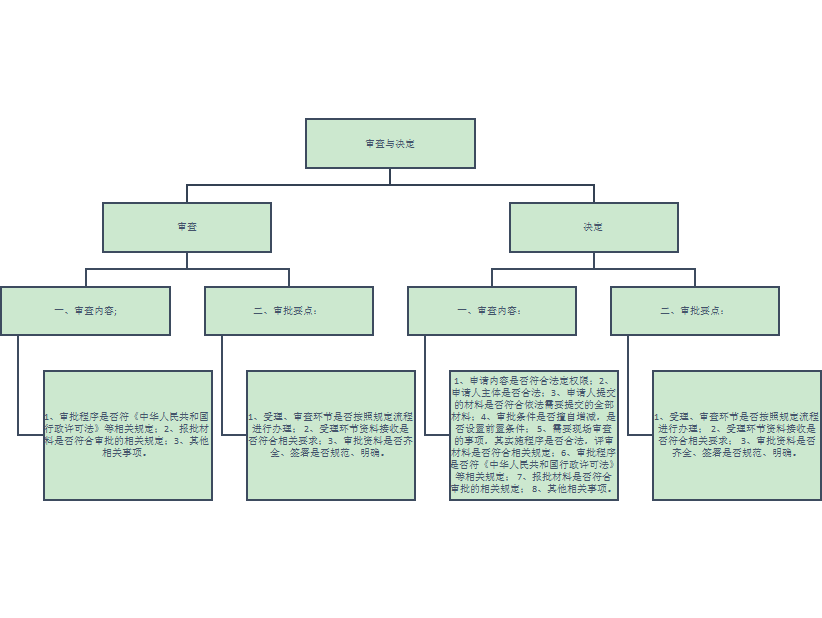 审查与决定
审查
决定
一、审查内容;
二、审批要点：
一、审查内容：
二、审批要点：
1、审批程序是否符《中华人民共和国
行政许可法》等相关规定；2、报批材
料是否符合审批的相关规定；3、其他
相关事项。
1、受理、审查环节是否按照规定流程
进行办理； 2、受理环节资料接收是
否符合相关要求；3、审批资料是否齐
全、签署是否规范、明确。
1、申请内容是否符合法定权限；2、
申请人主体是否合法；3、申请人提交
的材料是否符合依法需要提交的全部
材料；4、审批条件是否擅自增减，是
否设置前置条件； 5、需要现场审查
的事项，其实施程序是否合法，评审
材料是否符合相关规定；6、审批程序
是否符《中华人民共和国行政许可法》
等相关规定； 7、报批材料是否符合
审批的相关规定； 8、其他相关事项。
1、受理、审查环节是否按照规定流程
进行办理； 2、受理环节资料接收是
否符合相关要求； 3、审批资料是否
齐全、签署是否规范、明确。